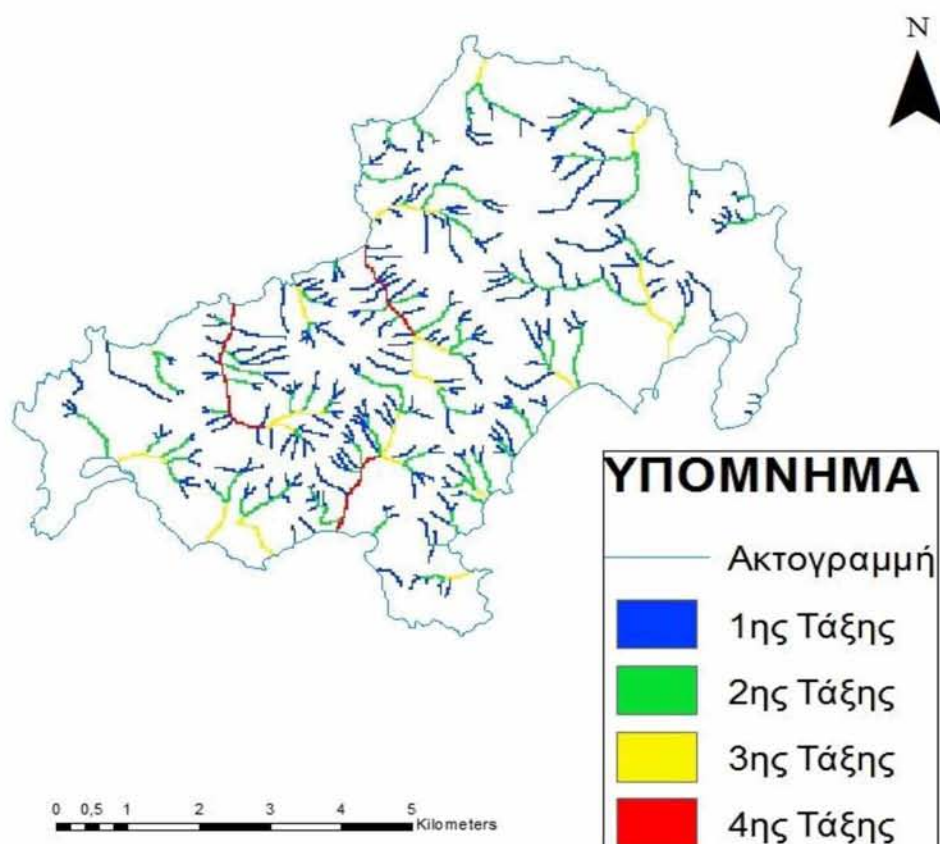 N
ΥΠΟΜΝΗΜΑ
Ακτογραμμή
1ης Τάξης
2ης Τάξης
3ης Τάξης
4ης Τάξης
0 0,5 1 2 3 4 5
Kilometers